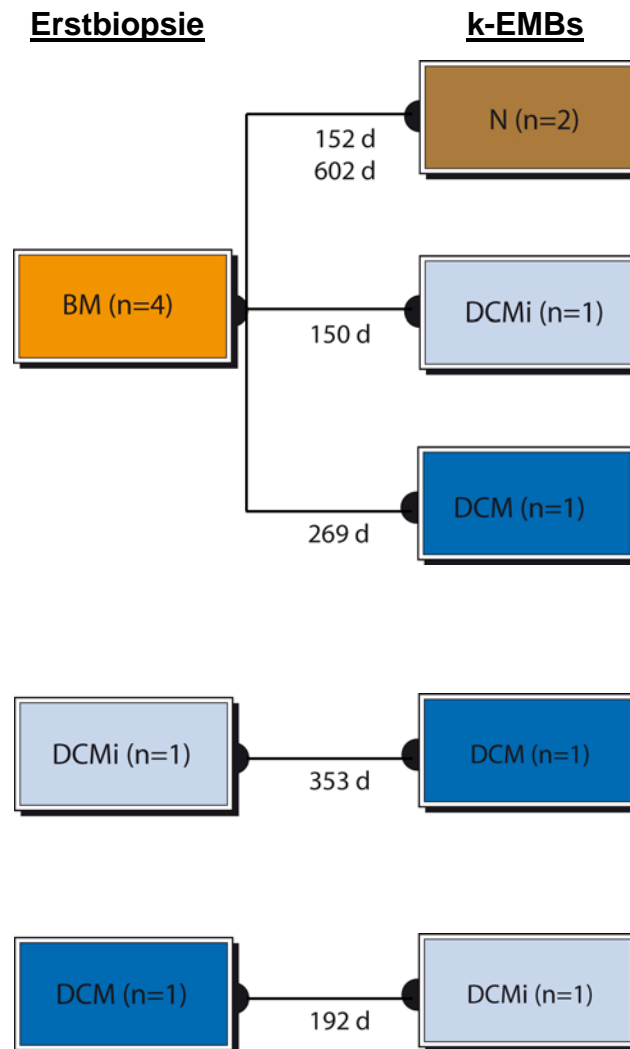 Erstbiopsie
k-EMBs
N (n=2)
152 d
602 d
BM (n=4)
DCMi (n=1)
150 d
DCM (n=1)
269 d
DCMi (n=1)
DCM (n=1)
353 d
DCM (n=1)
DCMi (n=1)
192 d